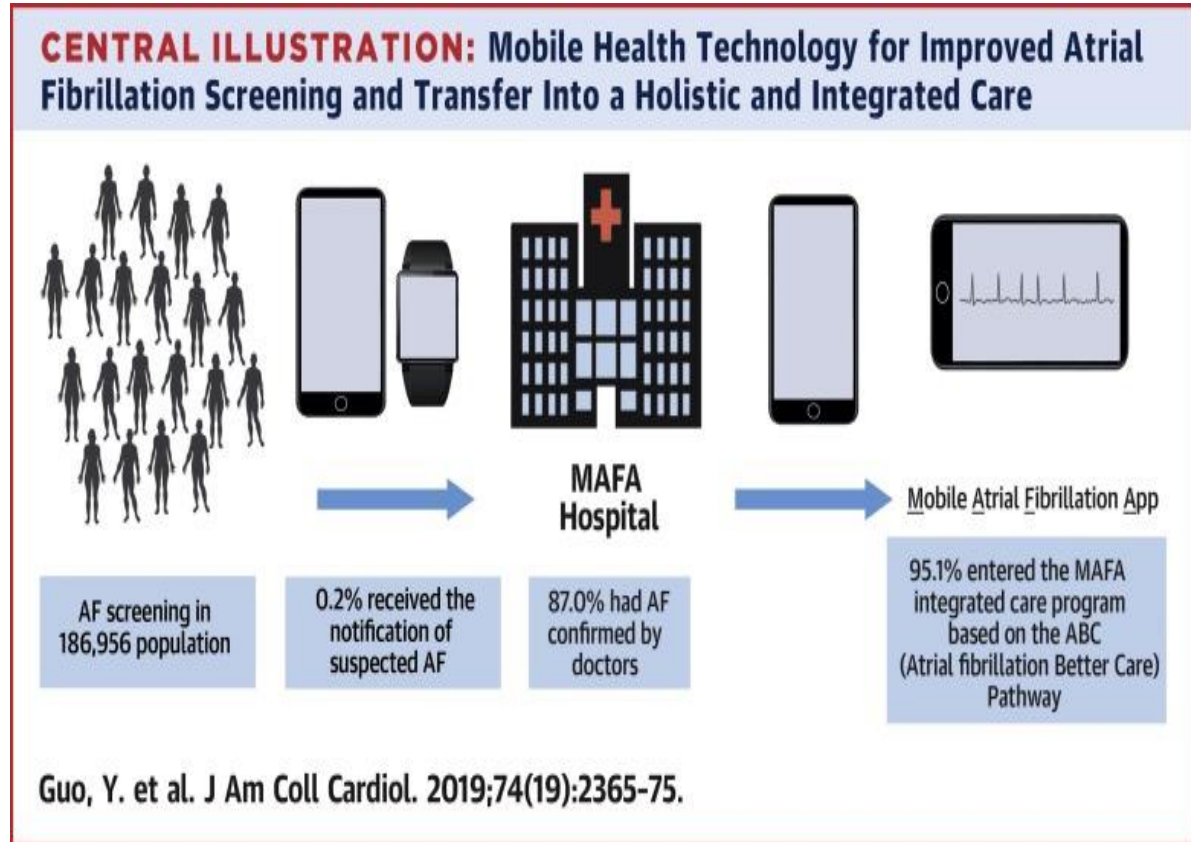 CENTRAL ILLUSTRATION: Mobile Health Technology for Improved Atrial
Fibrillation Screening and Transfer Into a Holistic and Integrated Care
MAFA
Hospital
Mobile Atrial Fibrillation App
AF screening in
186,956 population
0.2% received the
notification of
suspected AF
87.0% had AF
confirmed by
doctors
95.1% entered the MAFA
integrated care program
based on the ABC
(Atrial fibrillation Better Care)
Pathway
Guo, Y. et al. J Am Coll Cardiol. 2019;74(19):2365-75.